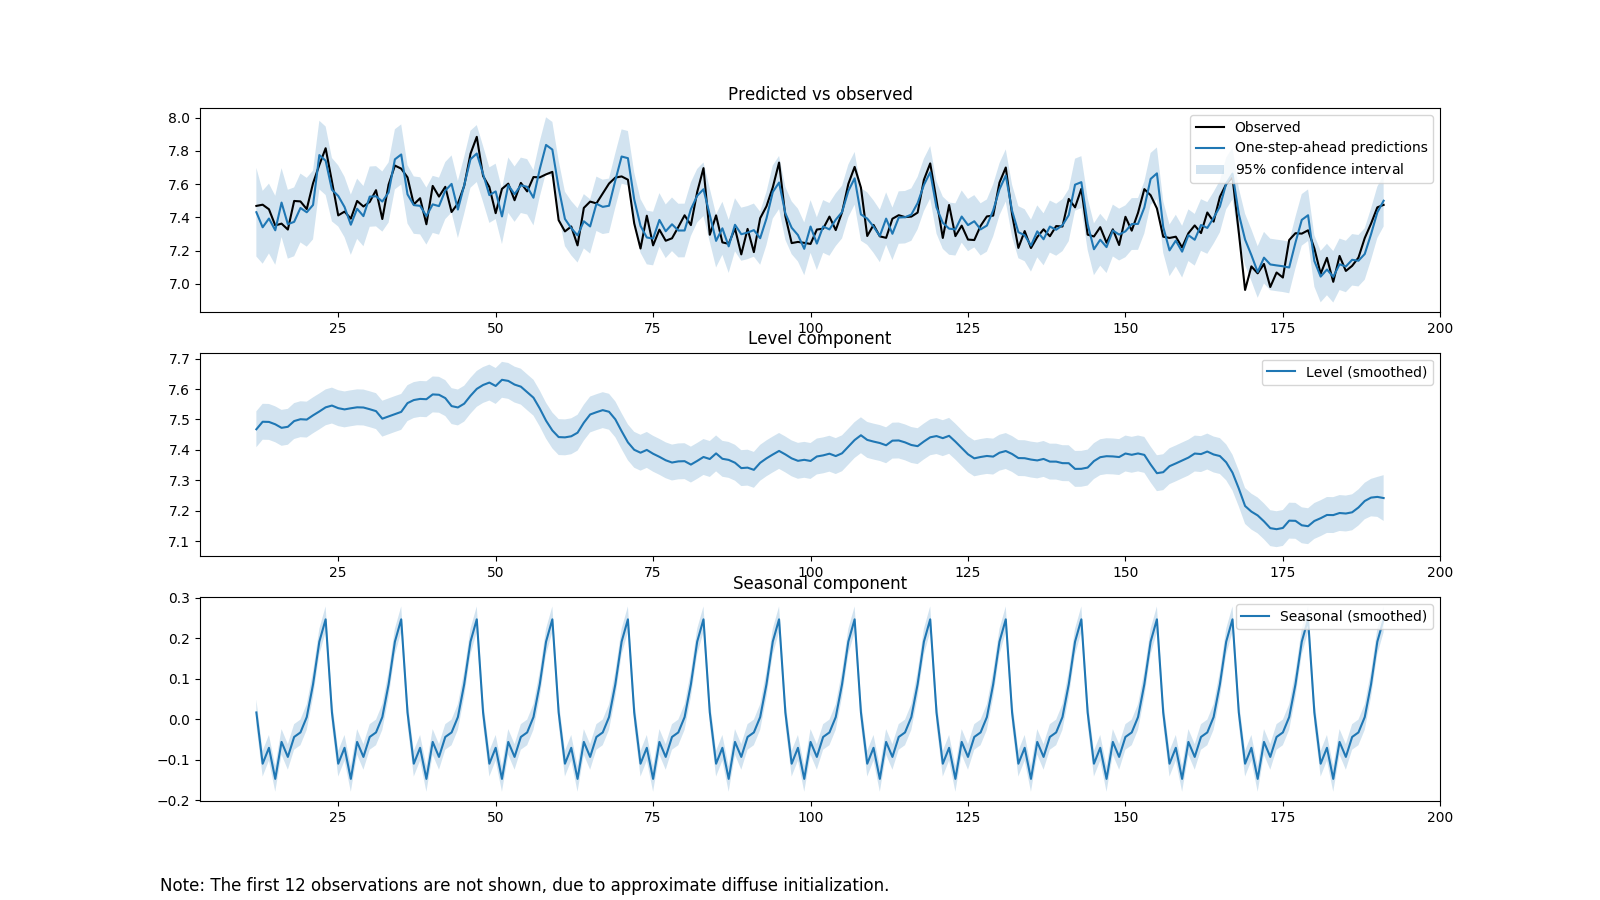 Predicted vs observed
8.0
7.8
7.6
7.4
7.2
7.0
Observed
One-step-ahead predictions
95% confidence interval
25 50 75 100 125 150 175 200
Level component
7.7
7.6
7.5
7.4
7.3
7.2
7.1
Level (smoothed)
25 50 75 100 125 150 175 200
Seasonal component
0.3
0.2
0.1
0.0
−0.1
−0.2
Seasonal (smoothed)
25 50 75 100 125 150 175 200
Note: The first 12 observations are not shown, due to approximate diffuse initialization.